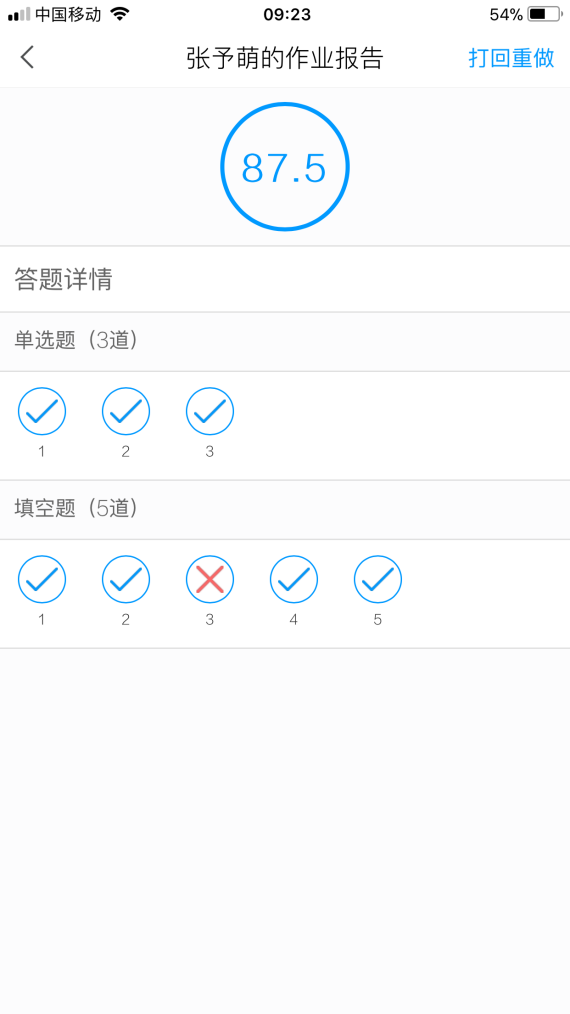 中国移动 09:23 54%
张予萌的作业报告 打回重做
87.5
答题详情
单选题（3道）
1 2 3
填空题（5道）
1 2 3 4 5